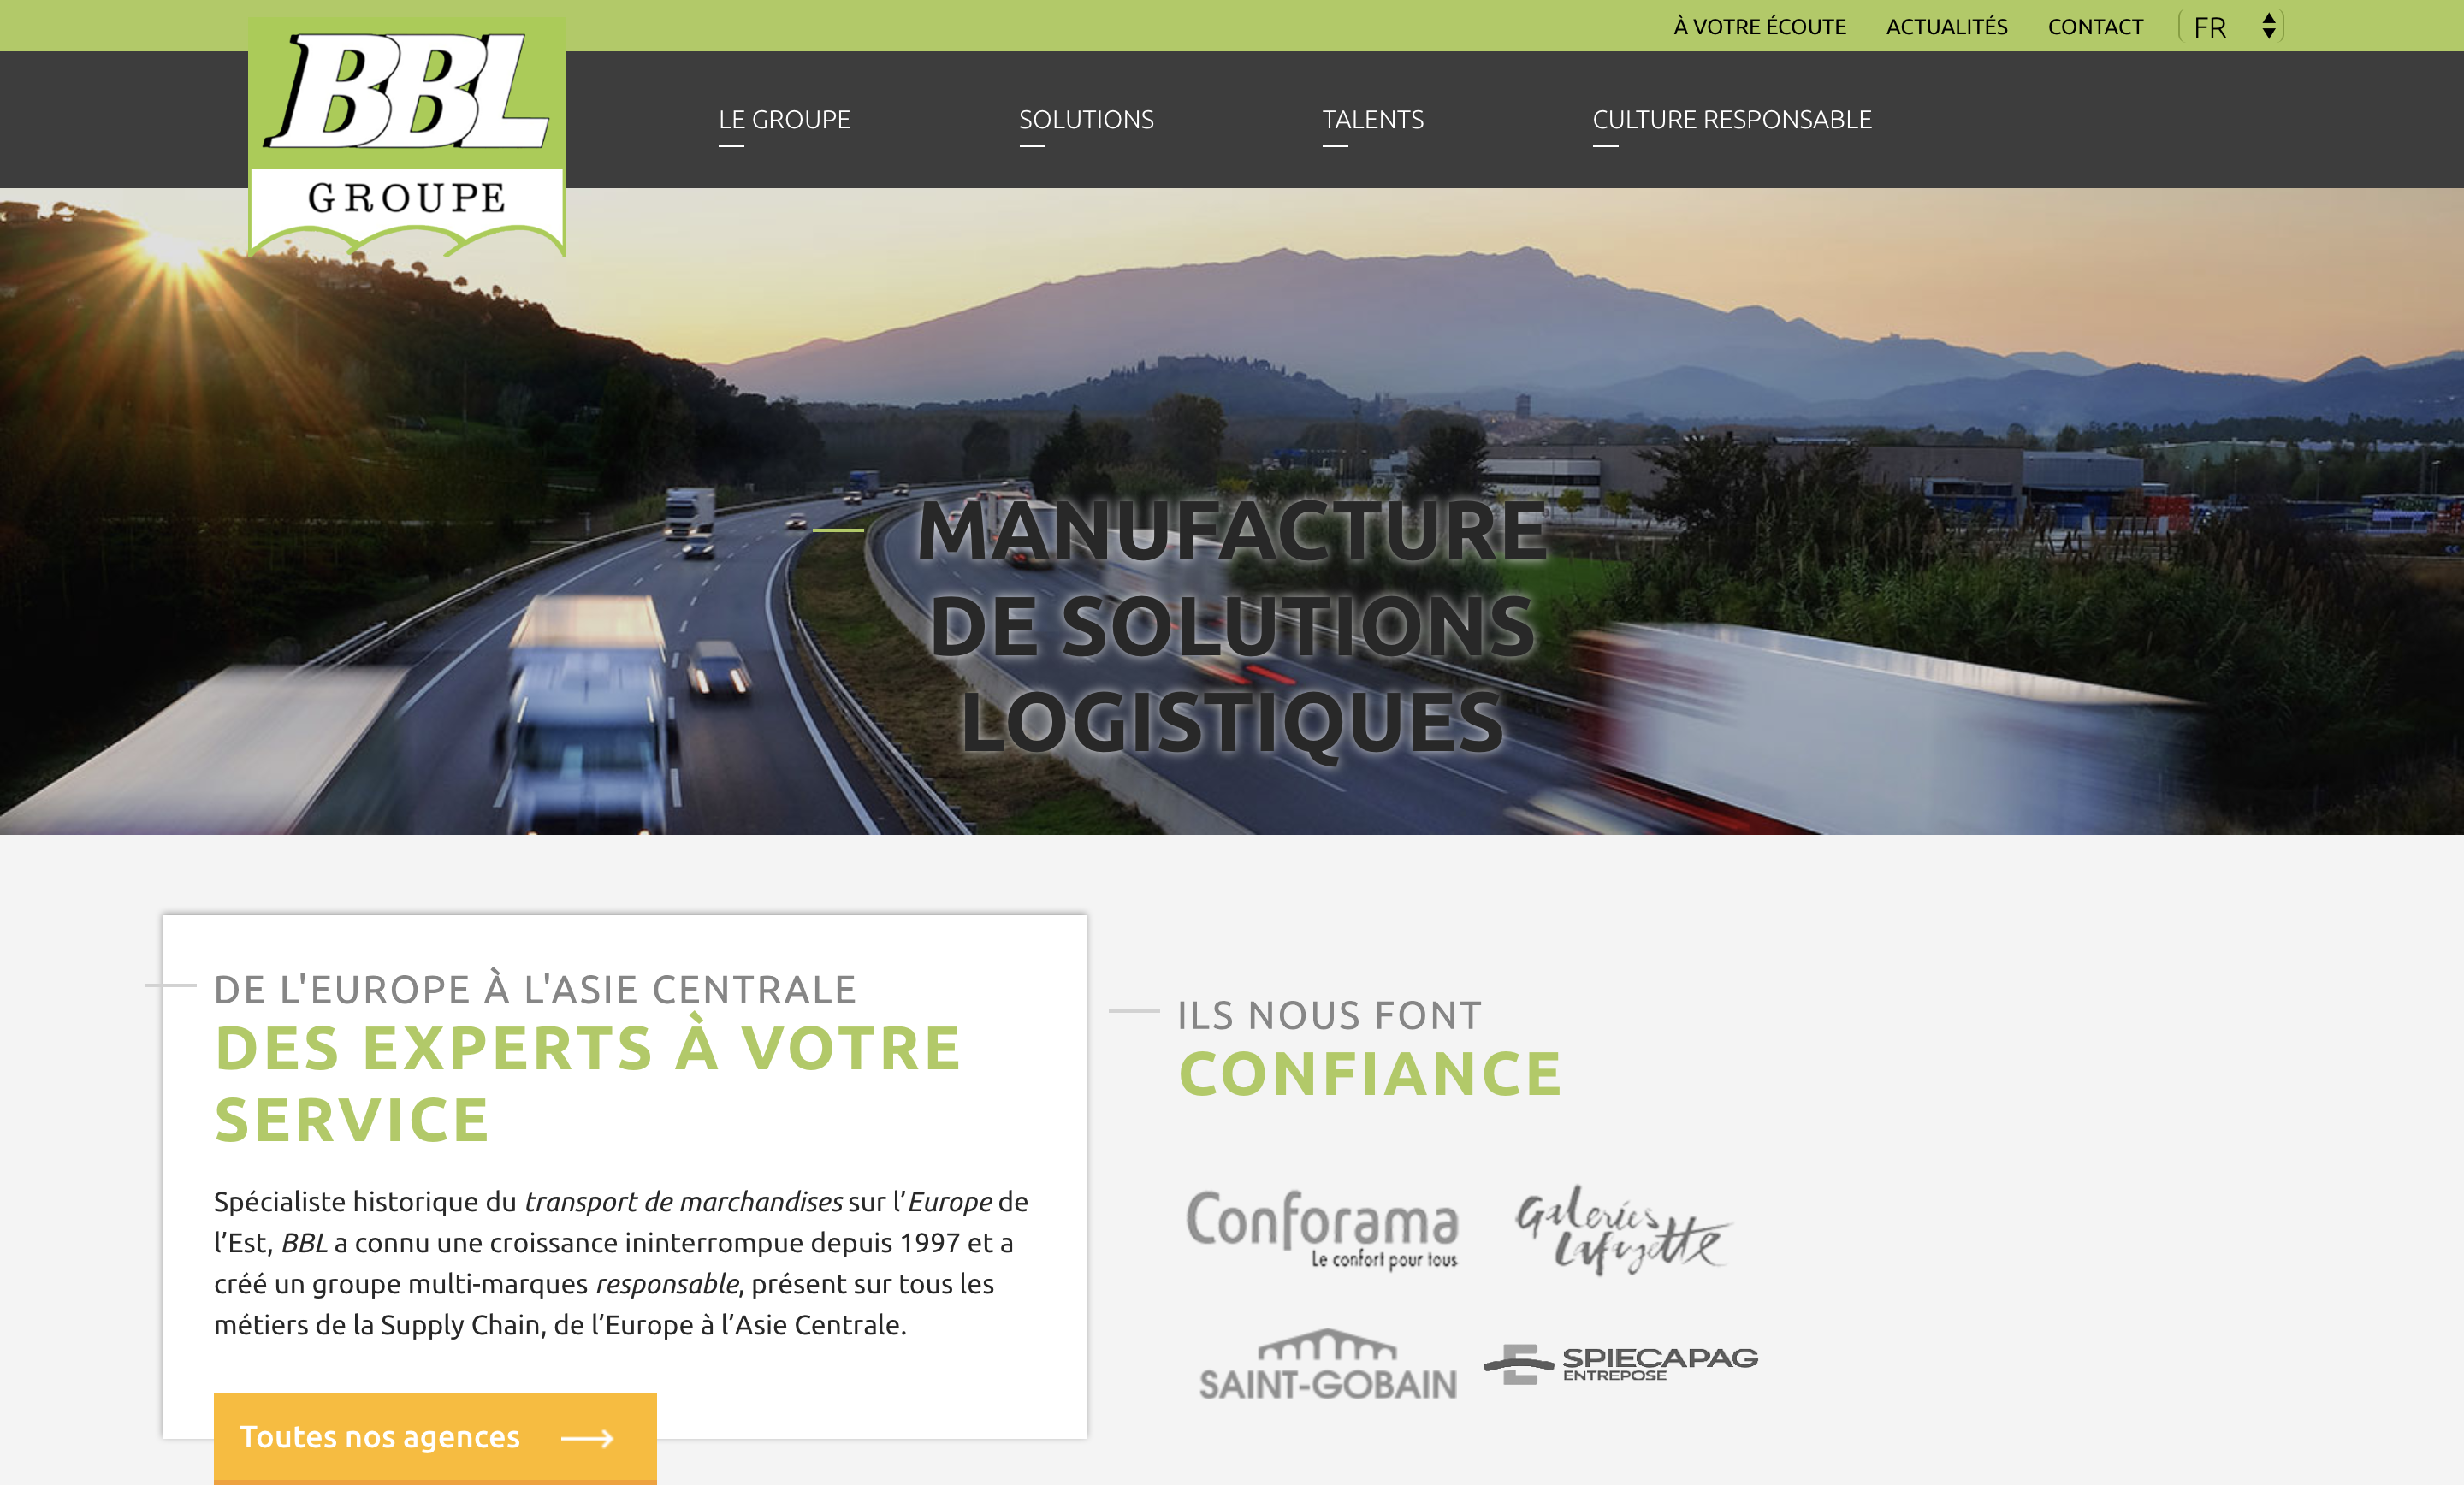 À VOTRE ÉCOUTE ACTUALITÉS CONTACT FR
BBL
GROUPE
LE GROUPE SOLUTIONS TALENTS CULTURE RESPONSABLE
MANUFACTURE
DE SOLUTIONS
LOGISTIQUES
DE L'EUROPE À L'ASIE CENTRALE
DES EXPERTS À VOTRE
SERVICE
Spécialiste historique du transport de marchandises sur l’Europe de
l’Est, BBL a connu une croissance ininterrompue depuis 1997 et a
créé un groupe multi-marques responsable, présent sur tous les
métiers de la Supply Chain, de l’Europe à l’Asie Centrale.
Toutes nos agences
ILS NOUS FONT
CONFIANCE
Conforama
Le confort pour tous
Galeries
Lafayette
SAINT-GOBAIN
SPIECAPAG
ENTREPOSE